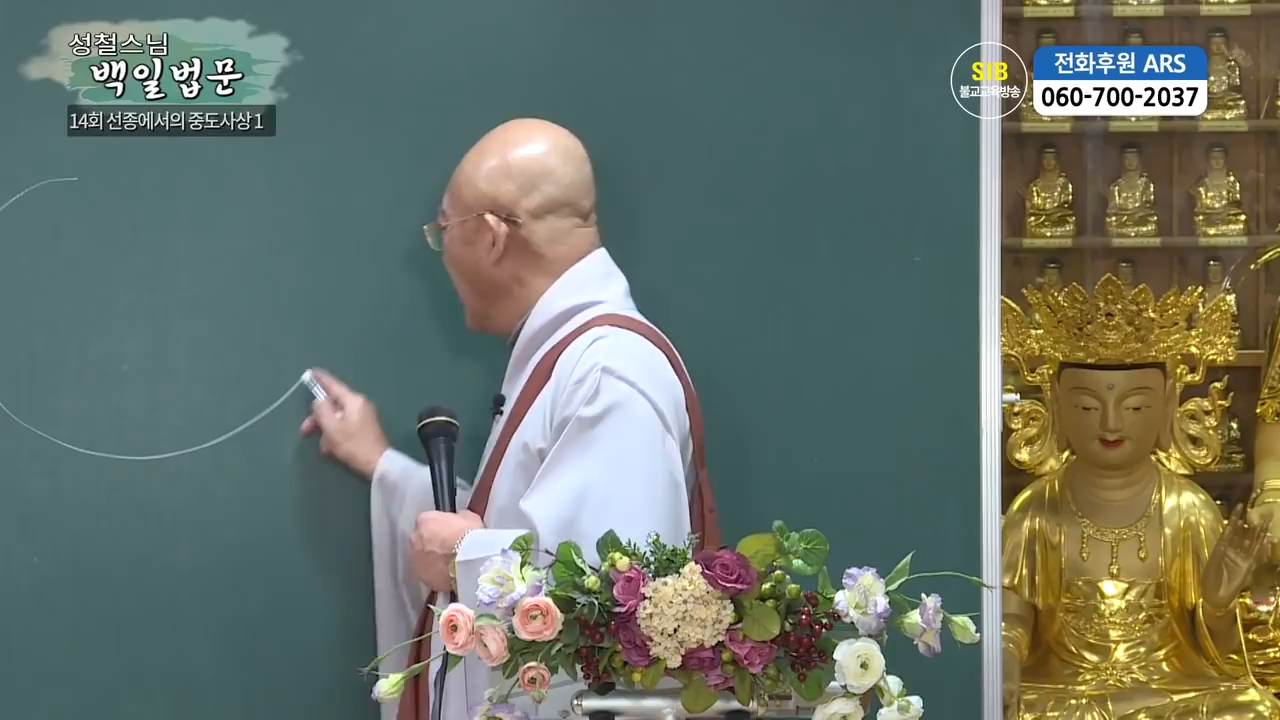 성철스님
백일법문
14회 선종에서의 중도사상 1
SIB
불교교육방송
전화후원 ARS
060-700-2037